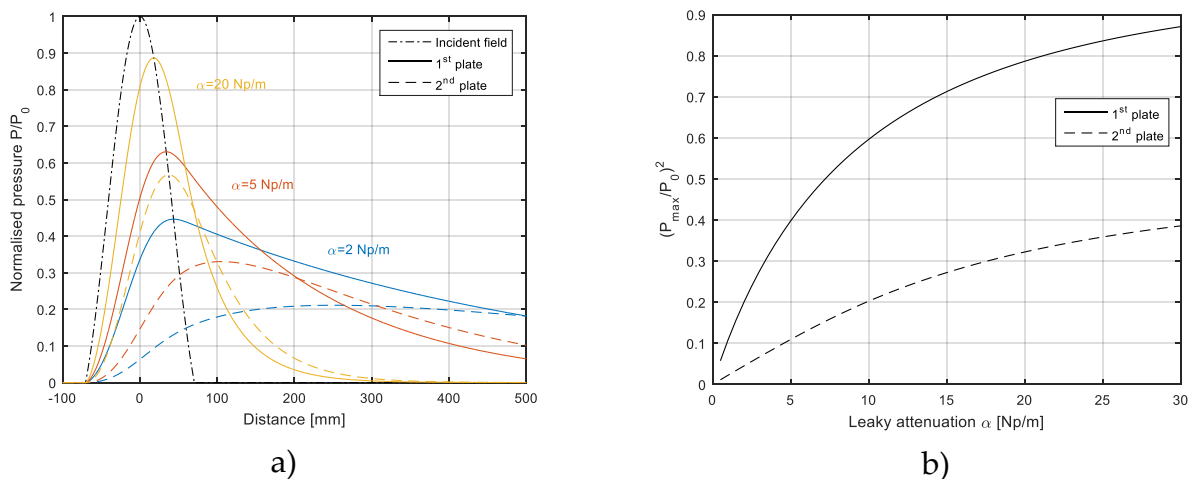 1
0.9
0.8
0.7
0.6
0.5
0.4
0.3
0.2
0.1
0
-100 0 100 200 300 400 500
Normalised pressure P/P0
Distance [mm]
Incident field
1st plate
2nd plate
α=20 Np/m
α=5 Np/m
α=2 Np/m
a)
0.9
0.8
0.7
0.6
0.5
0.4
0.3
0.2
0.1
0
0 5 10 15 20 25 30
(Pmax/P0)2
Leaky attenuation α [Np/m]
1st plate
2nd plate
b)